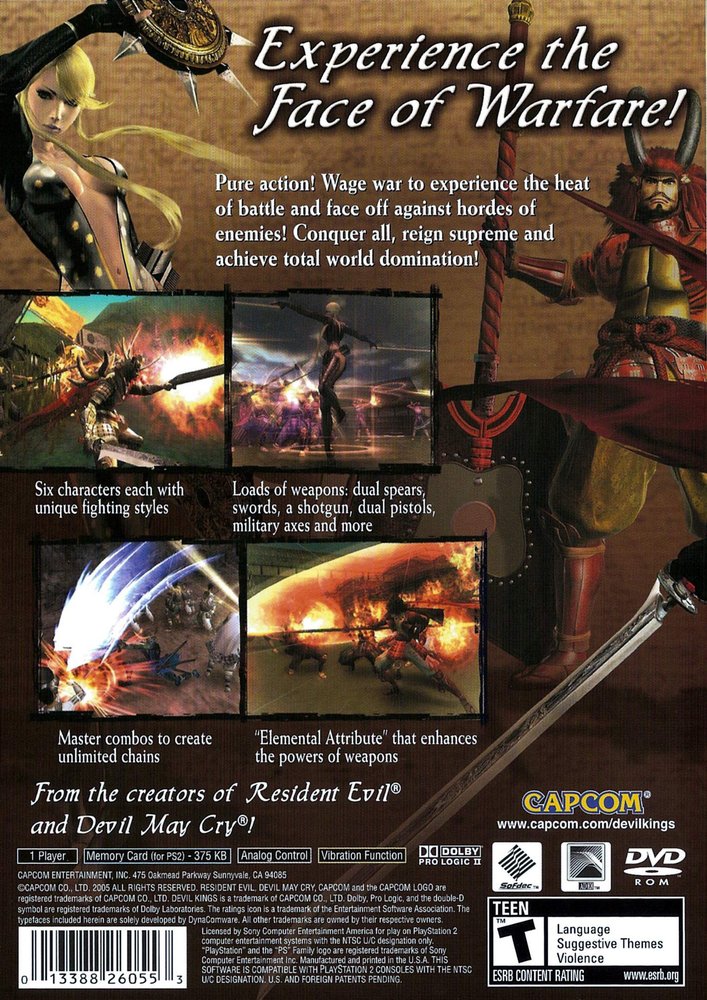 Experience the
Face of Warfare!
Pure action! Wage war to experience the heat
of battle and face off against hordes of
enemies! Conquer all, reign supreme and
achieve total world domination!
Six characters each with
unique fighting styles
Loads of weapons: dual spears,
swords, a shotgun, dual pistols,
military axes and more
Master combos to create
unlimited chains
"Elemental Attribute" that enhances
the powers of weapons
From the creators of Resident Evil®
and Devil May Cry®!
CAPCOM®
www.capcom.com/devilkings
1 Player
Memory Card (for PS2) - 375 KB
Analog Control
Vibration Function
DOLBY
PRO LOGIC II
Sofdec™
ADX™
DVD
ROM
CAPCOM ENTERTAINMENT, INC. 475 Oakmead Parkway Sunnyvale, CA 94085
©CAPCOM CO., LTD. 2005 ALL RIGHTS RESERVED. RESIDENT EVIL, DEVIL MAY CRY, CAPCOM and the CAPCOM LOGO are
registered trademarks of CAPCOM CO., LTD. DEVIL KINGS is a trademark of CAPCOM CO., LTD. Dolby, Pro Logic, and the double-D
symbol are registered trademarks of Dolby Laboratories. The ratings icon is a trademark of the Entertainment Software Association. The
typefaces included herein are solely developed by DynaComware. All other trademarks are owned by their respective owners.
Licensed by Sony Computer Entertainment America for play on PlayStation 2
computer entertainment systems with the NTSC U/C designation only.
"PlayStation" and the "PS" Family logo are registered trademarks of Sony
Computer Entertainment Inc. Manufactured and printed in the U.S.A. THIS
SOFTWARE IS COMPATIBLE WITH PLAYSTATION 2 CONSOLES WITH THE NTSC
U/C DESIGNATION. U.S. AND FOREIGN PATENTS PENDING.
0 13388 26055 3
TEEN
T
Language
Suggestive Themes
Violence
ESRB CONTENT RATING
www.esrb.org